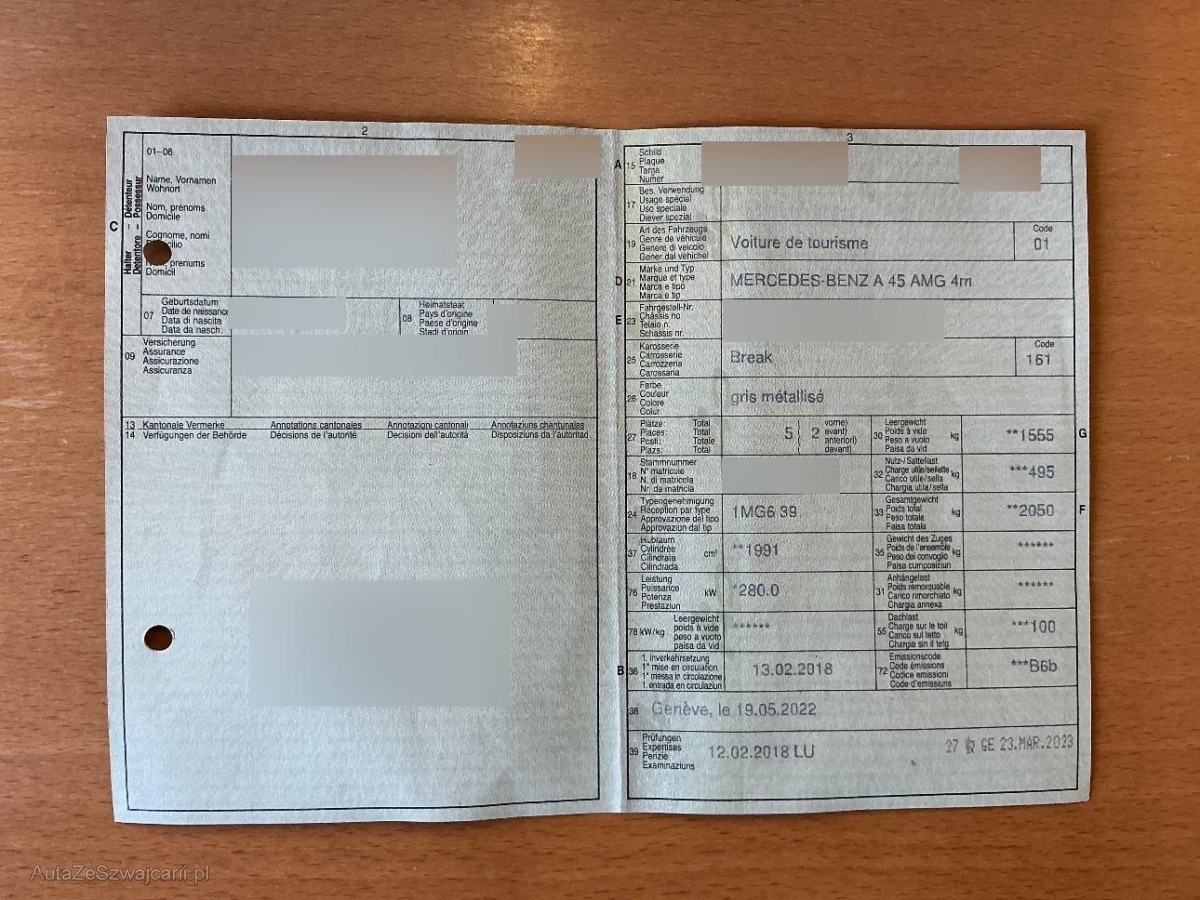 2
01-06
Name, Vornamen
Wohnort
Nom, prénoms
Domicile
Cognome, nomi
prenums
Domicil
C
Halter – Détenteur
Detentore – Possessur
07
Geburtsdatum
Date de naissance
Data di nascita
Data da nasch.
08
Heimatstaat
Pays d'origine
Paese d'origine
Stadi d'origin
09
Versicherung
Assurance
Assicurazione
Assicuranza
13 Kantonale Vermerke Annotations cantonales Annotazioni cantonali Annotaziuns chantunalas
14 Verfügungen der Behörde Décisions de l'autorité Decisioni dell'autorità Disposiziuns da l'autoritad
3
A 15
Schild
Plaque
Targa
Numer
17
Bes. Verwendung
Usage spécial
Uso speciale
Diever spezial
19
Art des Fahrzeugs
Genre de véhicule
Genere di veicolo
Gener dal vehichel
Voiture de tourisme
Code
01
D 21
Marke und Typ
Marque et type
Marca e tipo
Marca e tip
MERCEDES-BENZ A 45 AMG 4m
E 23
Fahrgestell-Nr.
Châssis no
Telaio n.
Schassis nr.
25
Karosserie
Carrosserie
Carrozzeria
Carossaria
Break
Code
161
26
Farbe
Couleur
Colore
Colur
gris métallisé
27
Plätze: Total
Places: Total
Posti: Totale
Plazs: Total
5 ( 2
vorne)
avant)
anteriori)
davant)
30
Leergewicht
Poids à vide
Peso a vuoto
Paisa da vid
kg
**1555
G
18
Stammnummer
N° matricule
N. di matricola
Nr. da matricla
32
Nutz-/Sattellast
Charge utile/sellette
Carico utile/sella
Chargia utila/sella
kg
***495
24
Typengenehmigung
Réception par type
Approvazione del tipo
Approvaziun dal tip
1MG6 39
33
Gesamtgewicht
Poids total
Peso totale
Paisa totala
kg
**2050
F
37
Hubraum
Cylindrée
Cilindrata
Cilindrada
cm³
**1991
35
Gewicht des Zuges
Poids de l'ensemble
Peso del convoglio
Paisa cumposiziun
kg
******
76
Leistung
Puissance
Potenza
Prestaziun
kW
*280.0
31
Anhängelast
Poids remorquable
Carico rimorchiato
Chargia annexa
kg
******
78 kW/kg
Leergewicht
poids à vide
peso a vuoto
paisa da vid
******
55
Dachlast
Charge sur le toit
Carico sul tetto
Chargia sin il tetg
kg
***100
B 36
1. Inverkehrsetzung
1ª mise en circulation
1ª messa in circolazione
1. entrada en circulaziun
13.02.2018
72
Emissionscode
Code émissions
Codice emissioni
Code d'emissiuns
***B6b
38
Genève, le 19.05.2022
39
Prüfungen
Expertises
Perizie
Examinaziuns
12.02.2018 LU
27 GE 23.MAR.2023
AutaZeSzwajcarii.pl